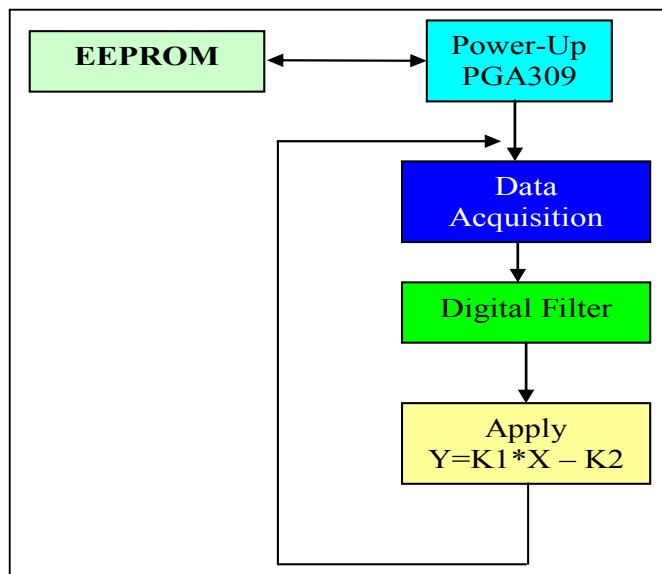 EEPROM
Power-Up
PGA309
Data
Acquisition
Digital Filter
Apply
Y=K1*X – K2